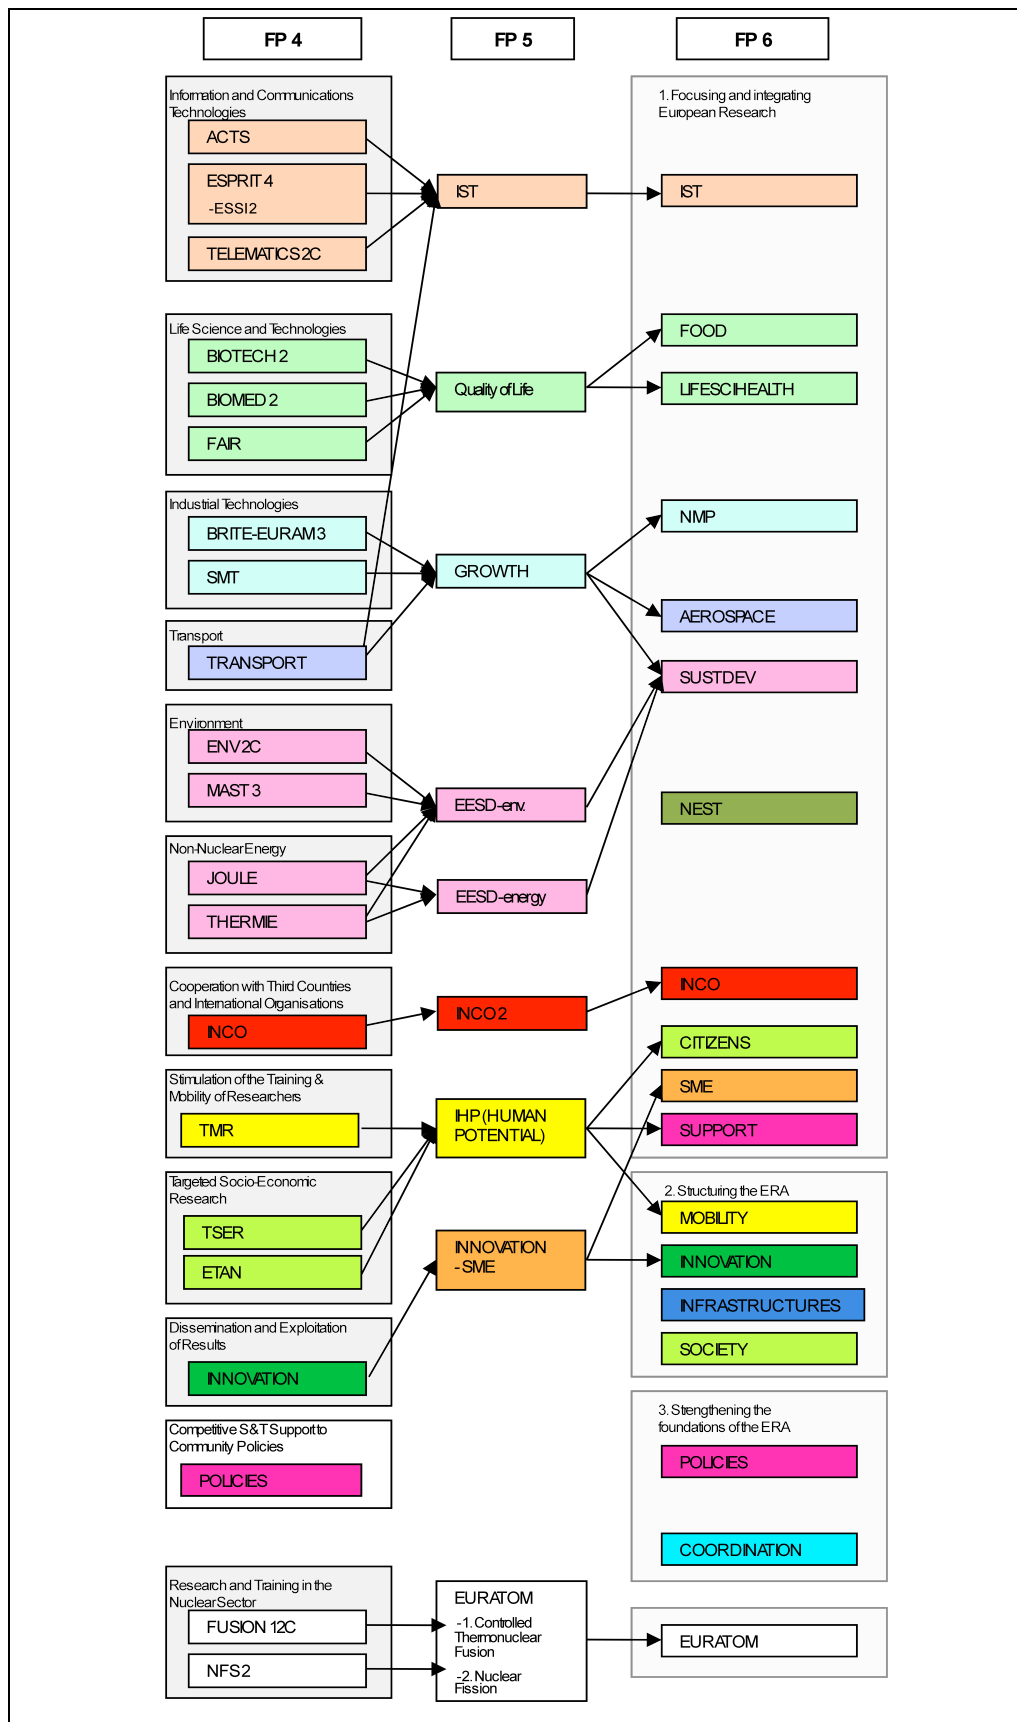 FP 4
FP 5
FP 6
Information and Communications
Technologies
ACTS
ESPRIT 4
-ESSI 2
TELEMATICS 2C
Life Science and Technologies
BIOTECH 2
BIOMED 2
FAIR
Industrial Technologies
BRITE-EURAM 3
SMT
Transport
TRANSPORT
Environment
ENV 2C
MAST 3
Non-Nuclear Energy
JOULE
THERMIE
Cooperation with Third Countries
and International Organisations
INCO
Stimulation of the Training &
Mobility of Researchers
TMR
Targeted Socio-Economic
Research
TSER
ETAN
Dissemination and Exploitation
of Results
INNOVATION
Competitive S&T Support to
Community Policies
POLICIES
Research and Training in the
Nuclear Sector
FUSION 12C
NFS 2
IST
Quality of Life
GROWTH
EESD-env.
EESD-energy
INCO 2
IHP (HUMAN
POTENTIAL)
INNOVATION
- SME
EURATOM
-1. Controlled
Thermonuclear
Fusion
-2. Nuclear
Fission
1. Focusing and integrating
European Research
IST
FOOD
LIFESCIHEALTH
NMP
AEROSPACE
SUSTDEV
NEST
INCO
CITIZENS
SME
SUPPORT
2. Structuring the ERA
MOBILITY
INNOVATION
INFRASTRUCTURES
SOCIETY
3. Strengthening the
foundations of the ERA
POLICIES
COORDINATION
EURATOM